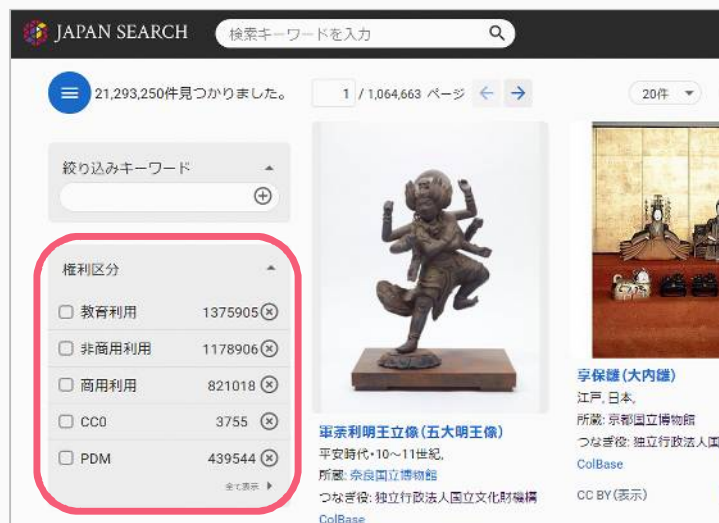 JAPAN SEARCH
検索キーワードを入力
21,293,250件見つかりました。
1 / 1,064,663 ページ
20件
絞り込みキーワード
権利区分
教育利用 1375905
非商用利用 1178906
商用利用 821018
CC0 3755
PDM 439544
全て表示
軍荼利明王立像(五大明王像)
平安時代・10～11世紀,
所蔵: 奈良国立博物館
つなぎ役: 独立行政法人国立文化財機構
ColBase
享保雛(大内雛)
江戸, 日本,
所蔵: 京都国立博物館
つなぎ役: 独立行政法人国
ColBase
CC BY(表示)